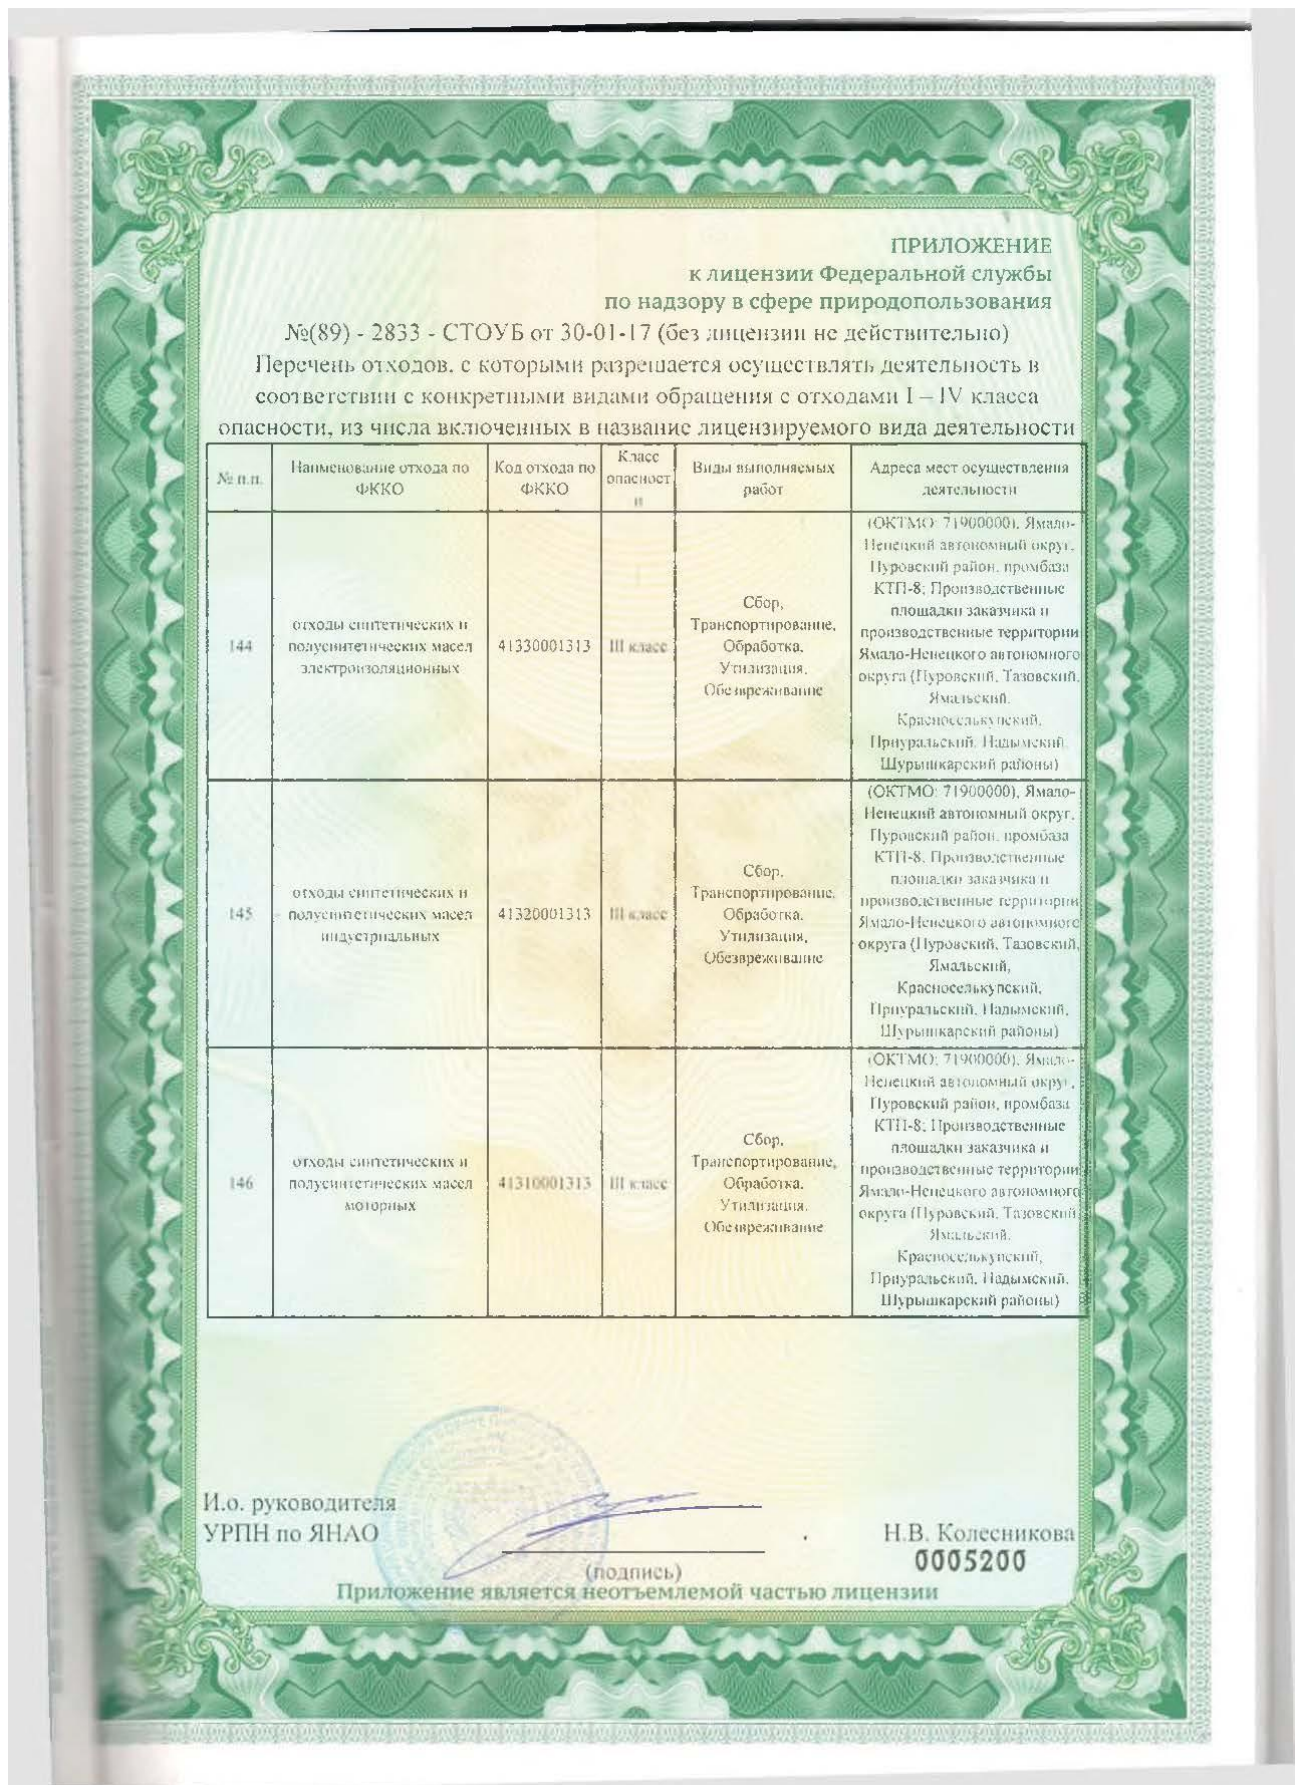 ПРИЛОЖЕНИЕ
к лицензии Федеральной службы
по надзору в сфере природопользования
№(89) - 2833 - СТОУБ от 30-01-17 (без лицензии не действительно)
Перечень отходов, с которыми разрешается осуществлять деятельность в
соответствии с конкретными видами обращения с отходами I – IV класса
опасности, из числа включенных в название лицензируемого вида деятельности
№ п.п.
Наименование отхода по
ФККО
Код отхода по
ФККО
Класс
опасност
и
Виды выполняемых
работ
Адреса мест осуществления
деятельности
144
отходы синтетических и
полусинтетических масел
электроизоляционных
41330001313
III класс
Сбор,
Транспортирование,
Обработка,
Утилизация,
Обезвреживание
(ОКТМО: 71900000), Ямало-
Ненецкий автономный округ,
Пуровский район, промбаза
КТП-8; Производственные
площадки заказчика и
производственные территории
Ямало-Ненецкого автономного
округа (Пуровский, Тазовский,
Ямальский,
Красноселькупский,
Приуральский, Надымский,
Шурышкарский районы)
145
отходы синтетических и
полусинтетических масел
индустриальных
41320001313
III класс
Сбор,
Транспортирование,
Обработка,
Утилизация,
Обезвреживание
(ОКТМО: 71900000), Ямало-
Ненецкий автономный округ,
Пуровский район, промбаза
КТП-8, Производственные
площадки заказчика и
производственные территории
Ямало-Ненецкого автономного
округа (Пуровский, Тазовский,
Ямальский,
Красноселькупский,
Приуральский, Надымский,
Шурышкарский районы)
146
отходы синтетических и
полусинтетических масел
моторных
41310001313
III класс
Сбор,
Транспортирование,
Обработка,
Утилизация,
Обезвреживание
(ОКТМО: 71900000), Ямало-
Ненецкий автономный округ,
Пуровский район, промбаза
КТП-8; Производственные
площадки заказчика и
производственные территории
Ямало-Ненецкого автономного
округа (Пуровский, Тазовский,
Ямальский,
Красноселькупский,
Приуральский, Надымский,
Шурышкарский районы)
И.о. руководителя
УРПН по ЯНАО
Н.В. Колесникова
0005200
(подпись)
Приложение является неотъемлемой частью лицензии